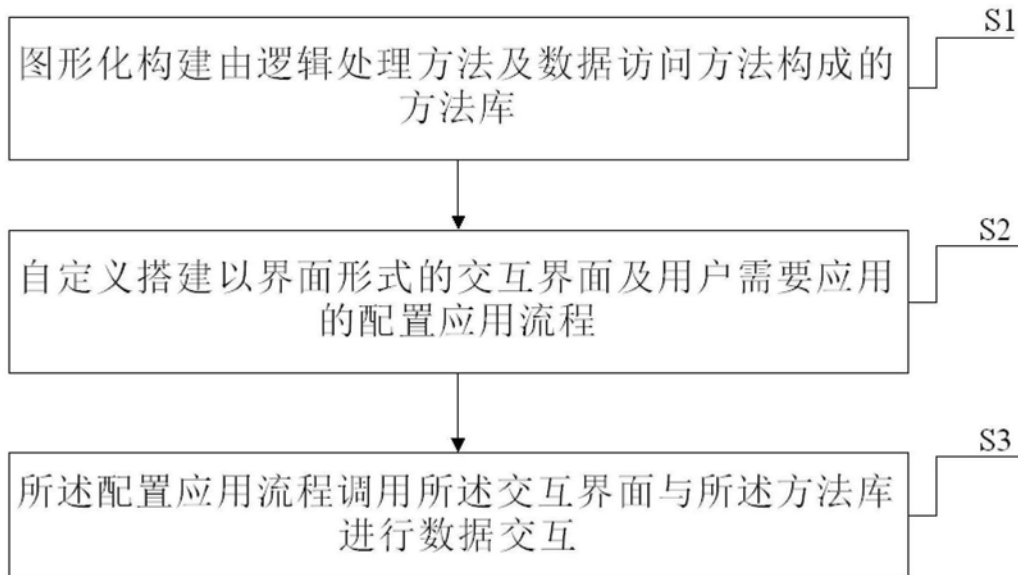 S1
图形化构建由逻辑处理方法及数据访问方法构成的
方法库
S2
自定义搭建以界面形式的交互界面及用户需要应用
的配置应用流程
S3
所述配置应用流程调用所述交互界面与所述方法库
进行数据交互